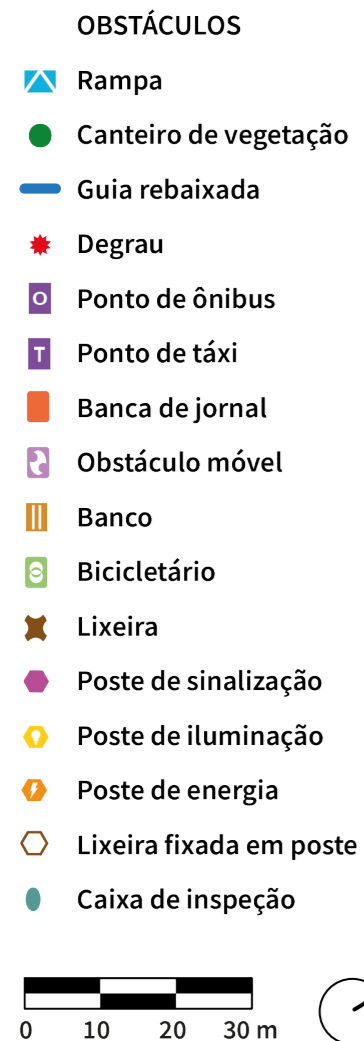 OBSTÁCULOS
Rampa
Canteiro de vegetação
Guia rebaixada
Degrau
O Ponto de ônibus
T Ponto de táxi
Banca de jornal
Obstáculo móvel
Banco
Bicicletário
Lixeira
Poste de sinalização
Poste de iluminação
Poste de energia
Lixeira fixada em poste
Caixa de inspeção
0 10 20 30 m